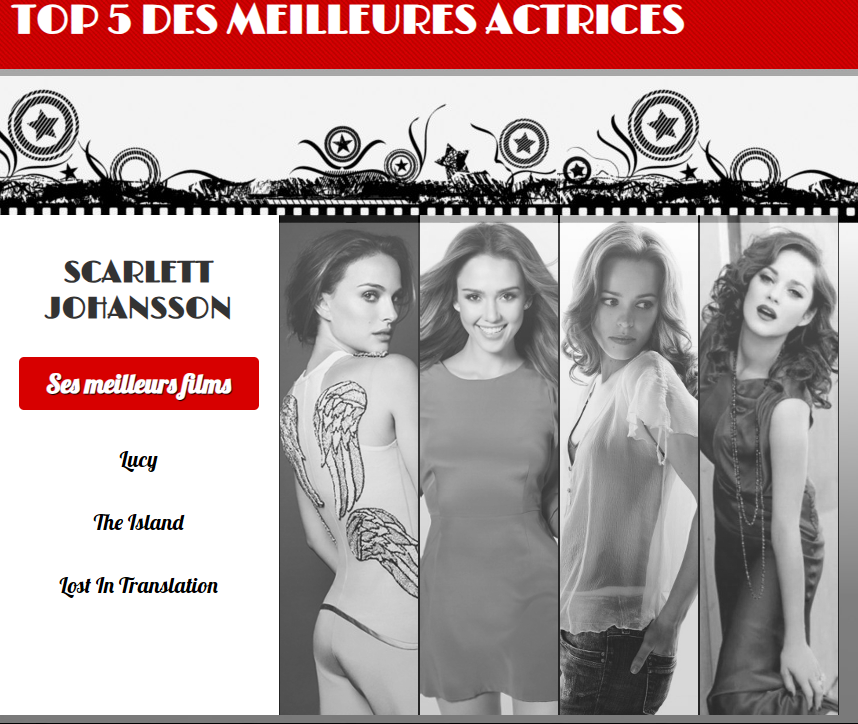 TOP 5 DES MEILLEURES ACTRICES
SCARLETT
JOHANSSON
Ses meilleurs films
Lucy
The Island
Lost In Translation